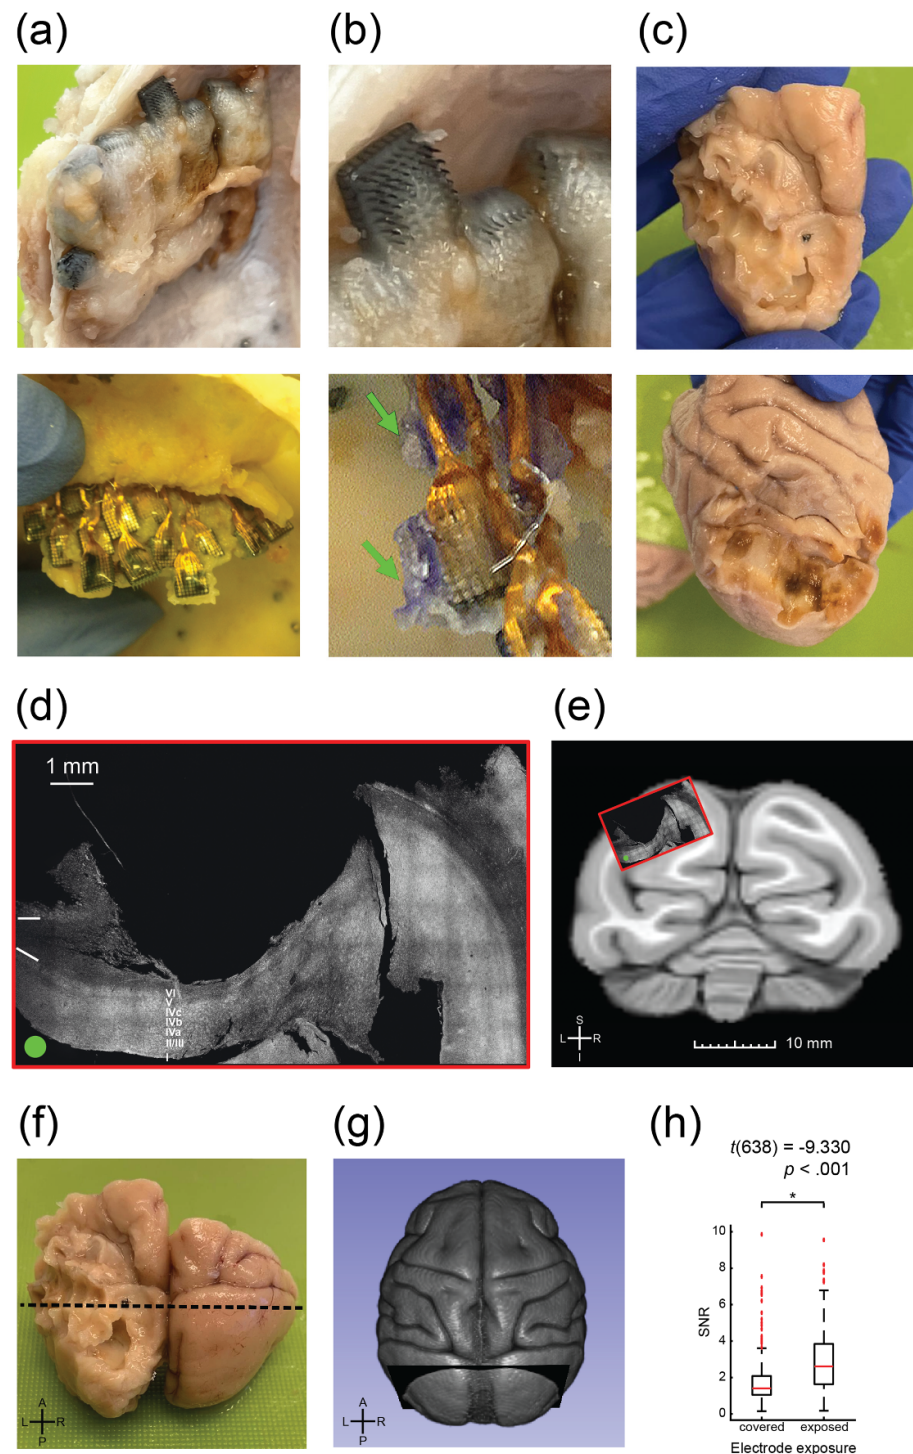 (a)
(b)
(c)
(d)
(e)
1 mm
VI
V
IVc
IVb
IVa
II/III
I
S
L R
I
10 mm
(f)
(g)
(h)
A
L R
P
A
L R
P
t(638) = -9.330
p < .001
*
10
8
6
4
2
0
SNR
covered exposed
Electrode exposure